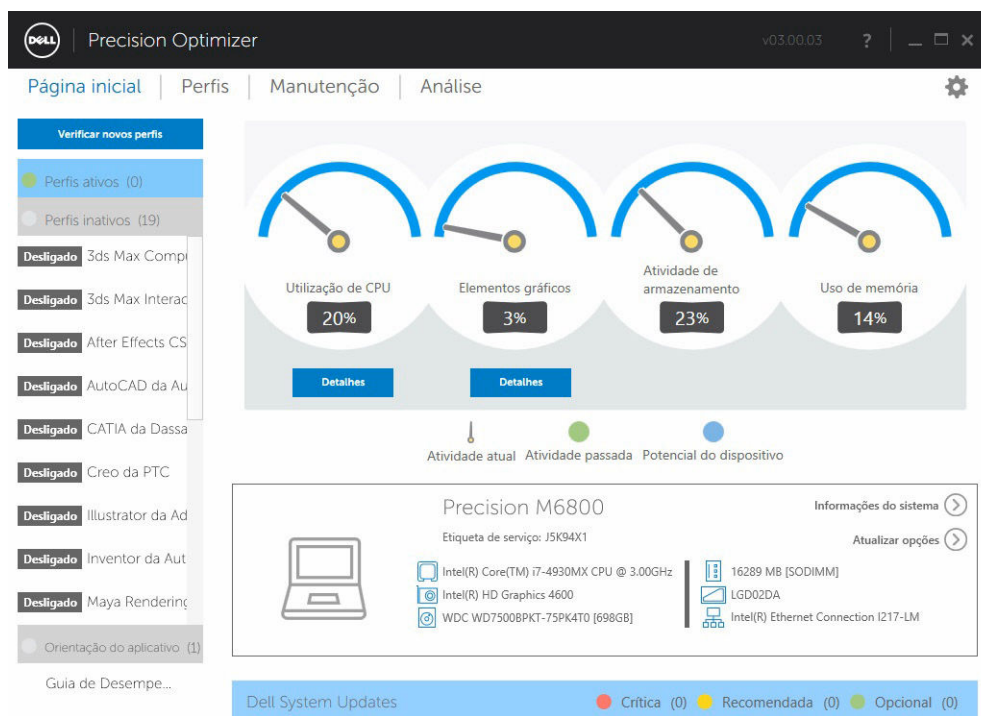 DELL Precision Optimizer v03.00.03 ?
Página inicial Perfis Manutenção Análise
Verificar novos perfis
Perfis ativos (0)
Perfis inativos (19)
Desligado 3ds Max Comp
Desligado 3ds Max Interac
Desligado After Effects CS
Desligado AutoCAD da Au
Desligado CATIA da Dassa
Desligado Creo da PTC
Desligado Illustrator da Ad
Desligado Inventor da Aut
Desligado Maya Rendering
Orientação do aplicativo (1)
Guia de Desempe...
Utilização de CPU
20%
Detalhes
Elementos gráficos
3%
Detalhes
Atividade de
armazenamento
23%
Uso de memória
14%
Atividade atual Atividade passada Potencial do dispositivo
Precision M6800
Etiqueta de serviço: J5K94X1
Informações do sistema
Atualizar opções
Intel(R) Core(TM) i7-4930MX CPU @ 3.00GHz
Intel(R) HD Graphics 4600
WDC WD7500BPKT-75PK4T0 [698GB]
16289 MB [SODIMM]
LGD02DA
Intel(R) Ethernet Connection I217-LM
Dell System Updates Crítica (0) Recomendada (0) Opcional (0)